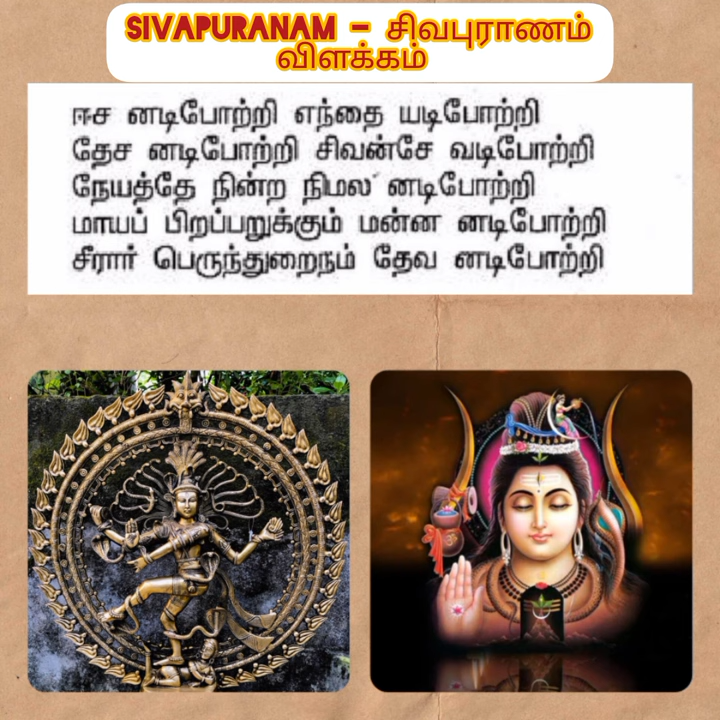 SIVAPURANAM - சிவபுராணம்
விளக்கம்
ஈச னடிபோற்றி எந்தை யடிபோற்றி
தேச னடிபோற்றி சிவன்சே வடிபோற்றி
நேயத்தே நின்ற நிமல னடிபோற்றி
மாயப் பிறப்பறுக்கும் மன்ன னடிபோற்றி
சீரார் பெருந்துறைநம் தேவ னடிபோற்றி